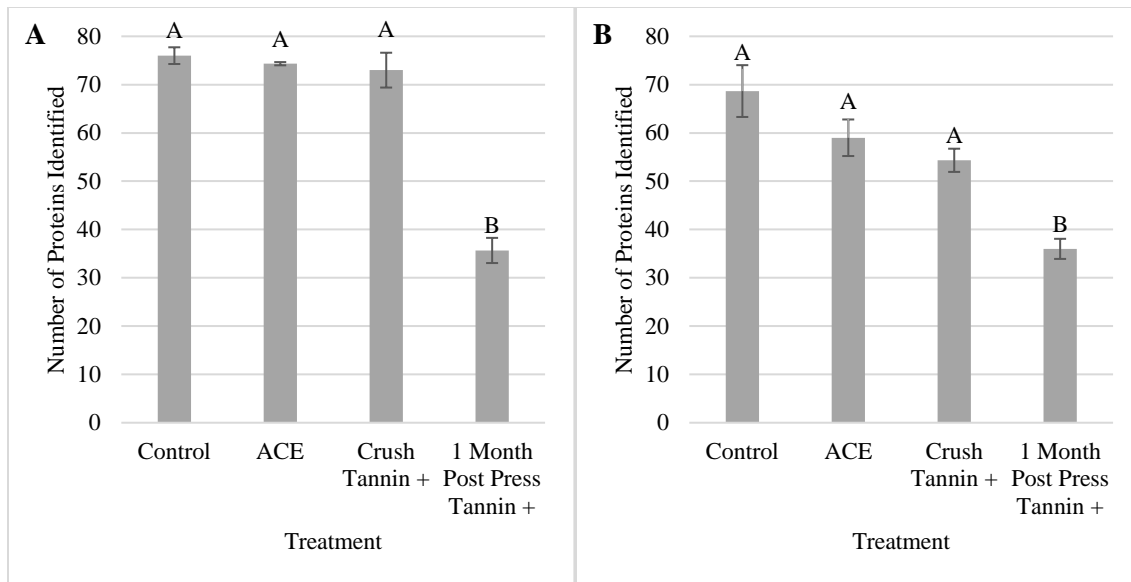 A
Number of Proteins Identified
80
70
60
50
40
30
20
10
0
A
A
A
B
Control
ACE
Crush
Tannin +
1 Month
Post Press
Tannin +
Treatment
B
Number of Proteins Identified
80
70
60
50
40
30
20
10
0
A
A
A
B
Control
ACE
Crush
Tannin +
1 Month
Post Press
Tannin +
Treatment